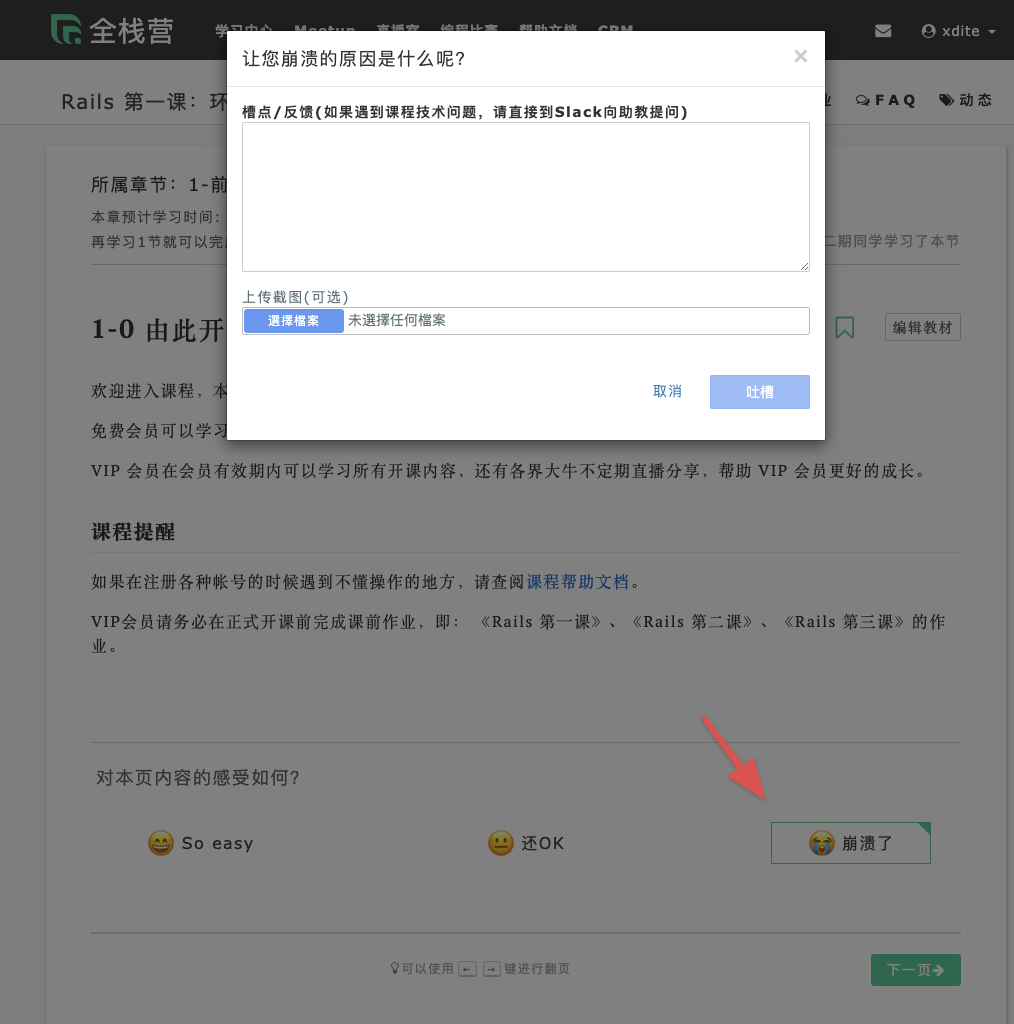 全栈营
学习中心 Meetup 直播室 编程比赛 帮助文档 CRM
xdite
让您崩溃的原因是什么呢?
×
Rails 第一课：环
FAQ 动态
槽点/反馈(如果遇到课程技术问题，请直接到Slack向助教提问)
所属章节：1-前
本章预计学习时间：
再学习1节就可以完
二期同学学习了本节
上传截图(可选)
選擇檔案 未選擇任何檔案
1-0 由此开
编辑教材
取消 吐槽
欢迎进入课程，本
免费会员可以学习
VIP 会员在会员有效期内可以学习所有开课内容，还有各界大牛不定期直播分享，帮助 VIP 会员更好的成长。
课程提醒
如果在注册各种帐号的时候遇到不懂操作的地方，请查阅课程帮助文档。
VIP会员请务必在正式开课前完成课前作业，即： 《Rails 第一课》、《Rails 第二课》、《Rails 第三课》的作
业。
对本页内容的感受如何?
So easy 还OK 崩溃了
可以使用 ← → 键进行翻页
下一页